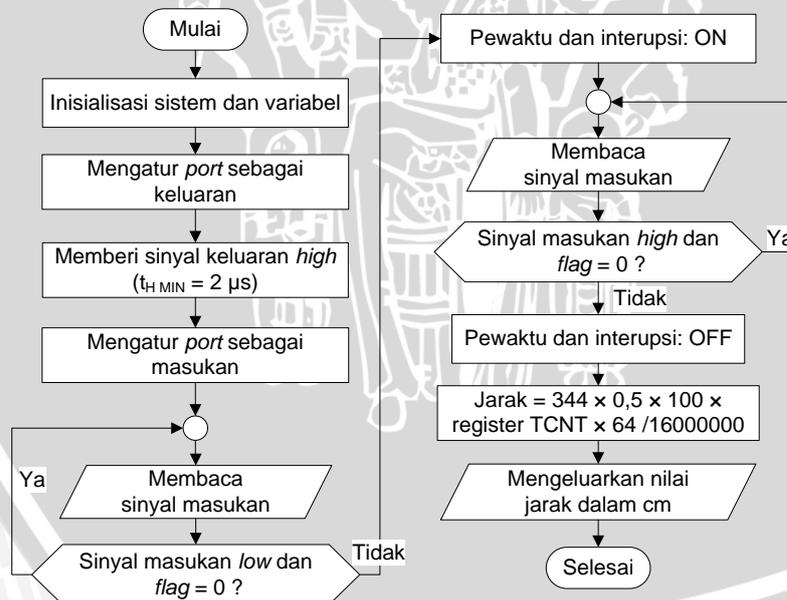 Mulai
Inisialisasi sistem dan variabel
Mengatur port sebagai
keluaran
Memberi sinyal keluaran high
(tH MIN = 2 µs)
Mengatur port sebagai
masukan
Ya
Membaca
sinyal masukan
Sinyal masukan low dan
flag = 0 ?
Tidak
Pewaktu dan interupsi: ON
Membaca
sinyal masukan
Sinyal masukan high dan
flag = 0 ?
Ya
Tidak
Pewaktu dan interupsi: OFF
Jarak = 344 × 0,5 × 100 ×
register TCNT × 64 /16000000
Mengeluarkan nilai
jarak dalam cm
Selesai